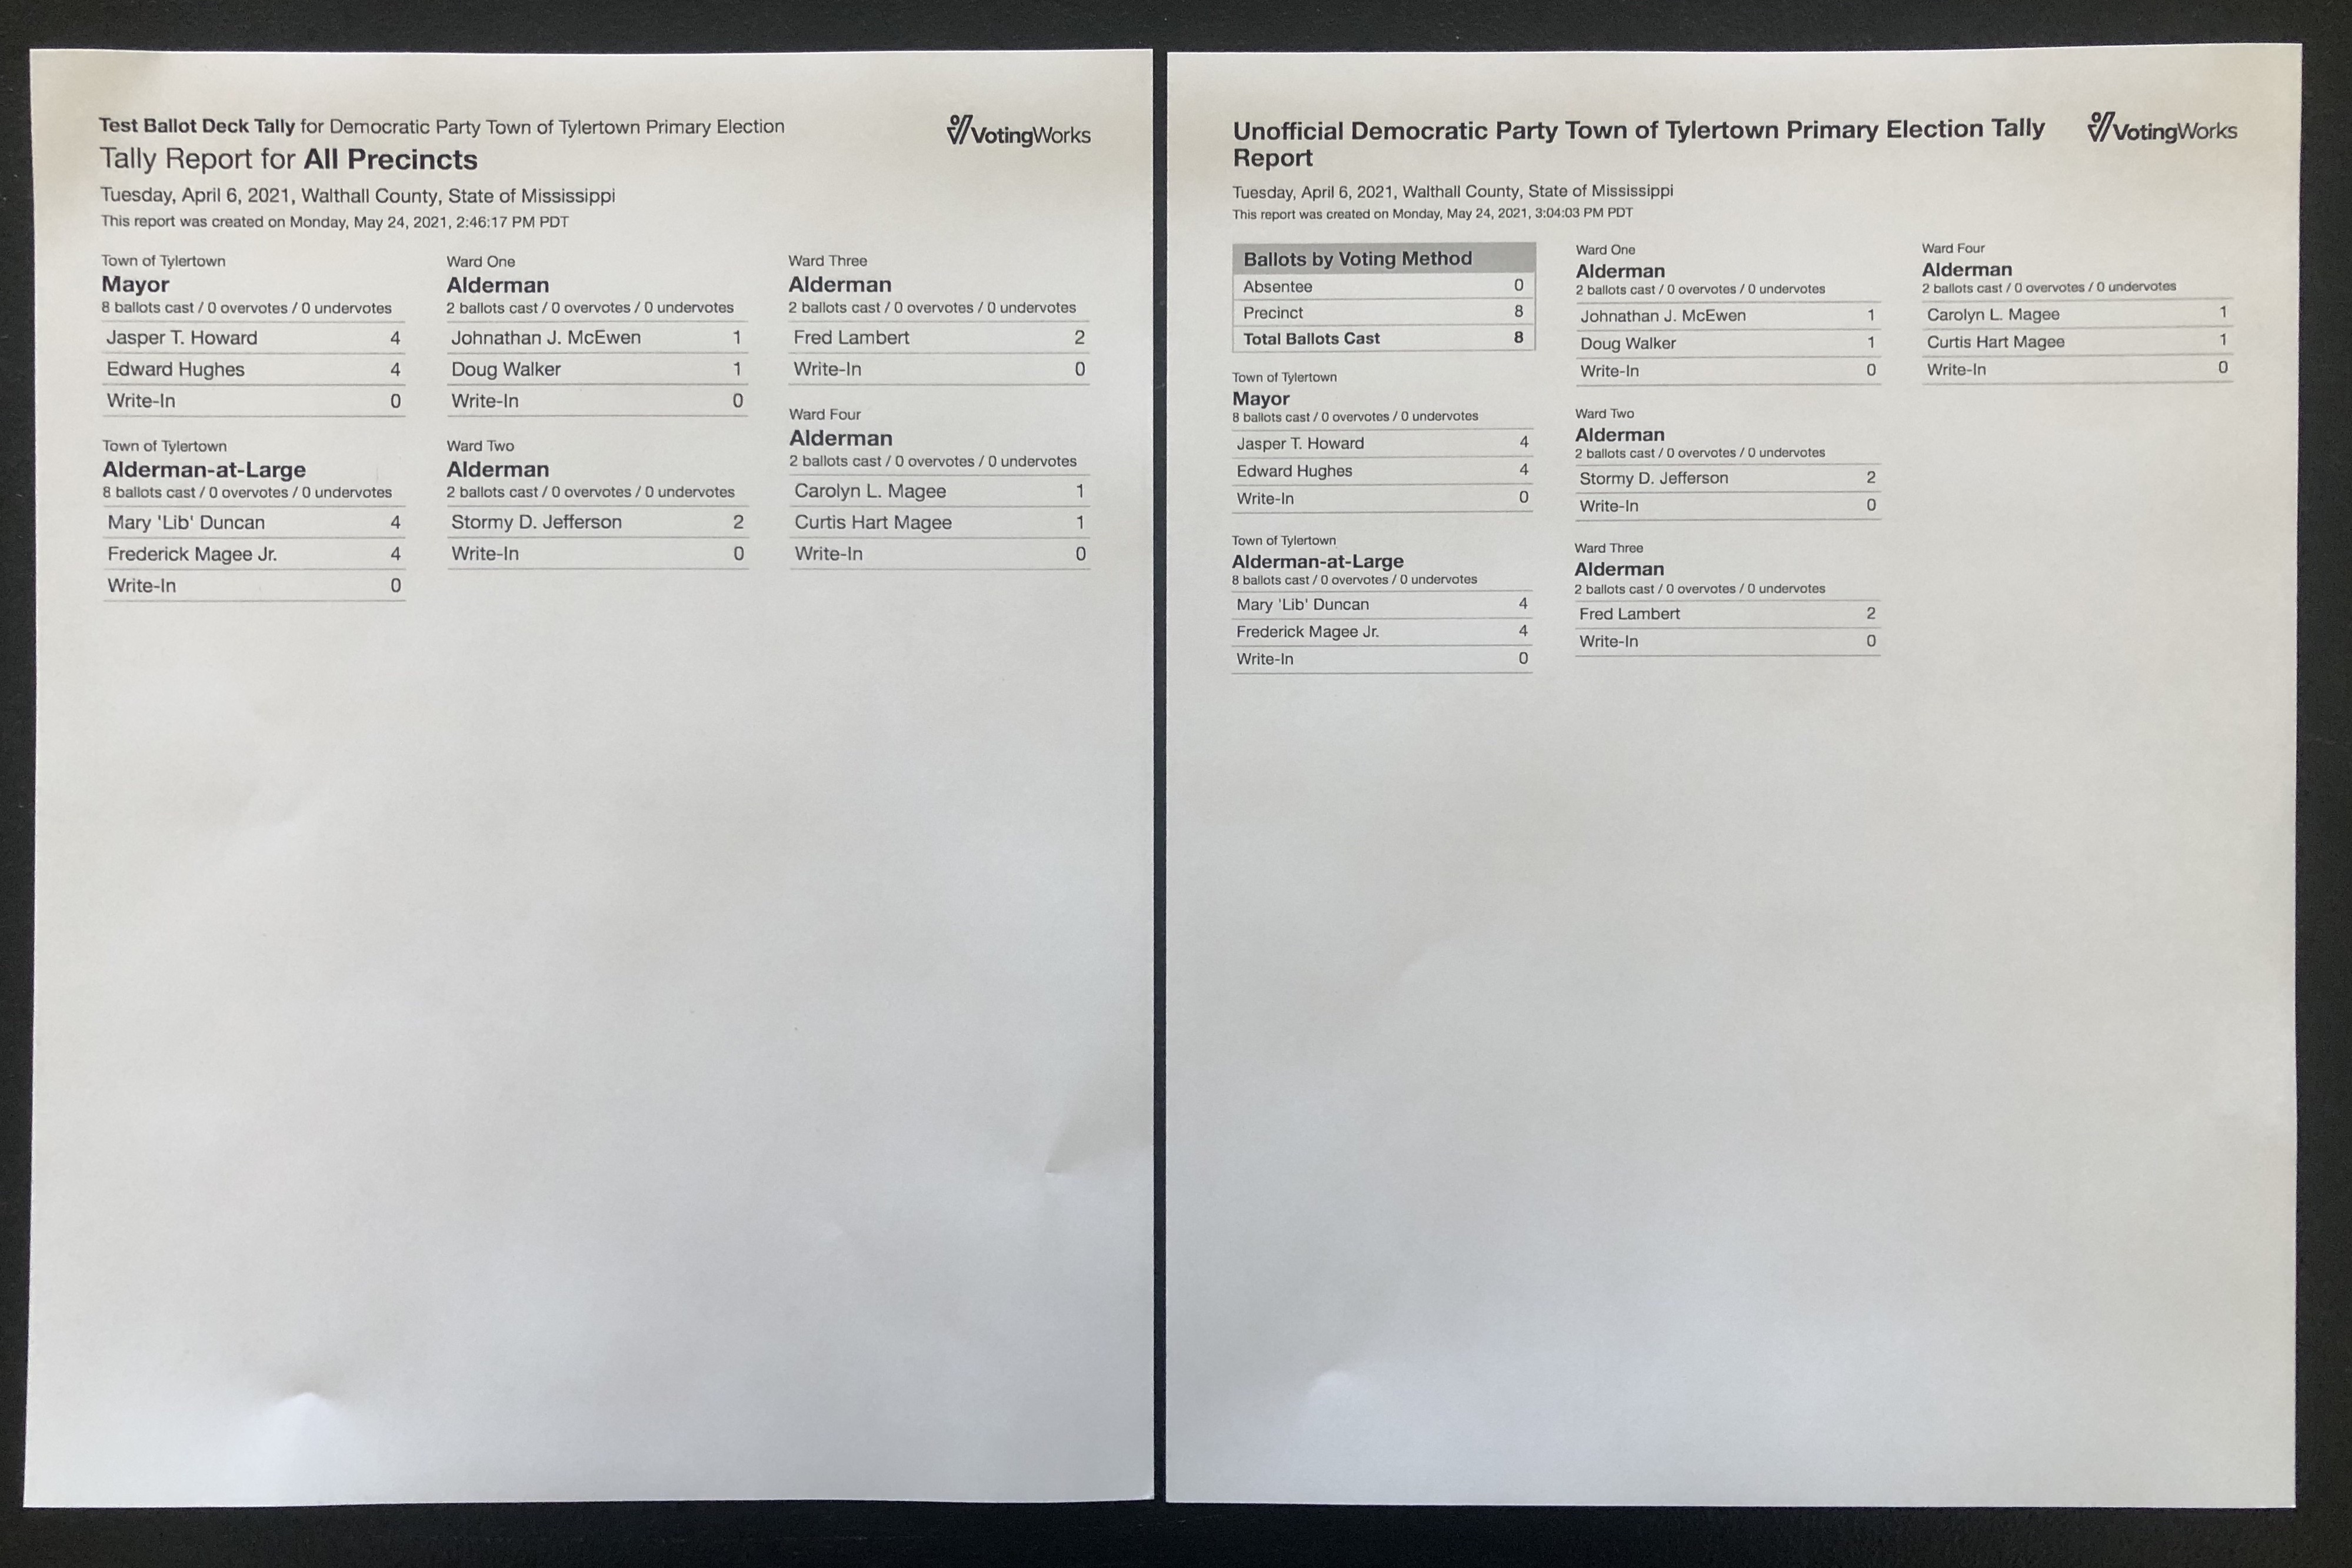 Test Ballot Deck Tally for Democratic Party Town of Tylertown Primary Election
VotingWorks
Tally Report for All Precincts
Tuesday, April 6, 2021, Walthall County, State of Mississippi
This report was created on Monday, May 24, 2021, 2:46:17 PM PDT
Town of Tylertown
Mayor
8 ballots cast / 0 overvotes / 0 undervotes
Jasper T. Howard 4
Edward Hughes 4
Write-In 0
Town of Tylertown
Alderman-at-Large
8 ballots cast / 0 overvotes / 0 undervotes
Mary 'Lib' Duncan 4
Frederick Magee Jr. 4
Write-In 0
Ward One
Alderman
2 ballots cast / 0 overvotes / 0 undervotes
Johnathan J. McEwen 1
Doug Walker 1
Write-In 0
Ward Two
Alderman
2 ballots cast / 0 overvotes / 0 undervotes
Stormy D. Jefferson 2
Write-In 0
Ward Three
Alderman
2 ballots cast / 0 overvotes / 0 undervotes
Fred Lambert 2
Write-In 0
Ward Four
Alderman
2 ballots cast / 0 overvotes / 0 undervotes
Carolyn L. Magee 1
Curtis Hart Magee 1
Write-In 0
Unofficial Democratic Party Town of Tylertown Primary Election Tally
Report
VotingWorks
Tuesday, April 6, 2021, Walthall County, State of Mississippi
This report was created on Monday, May 24, 2021, 3:04:03 PM PDT
Ballots by Voting Method
Absentee 0
Precinct 8
Total Ballots Cast 8
Town of Tylertown
Mayor
8 ballots cast / 0 overvotes / 0 undervotes
Jasper T. Howard 4
Edward Hughes 4
Write-In 0
Town of Tylertown
Alderman-at-Large
8 ballots cast / 0 overvotes / 0 undervotes
Mary 'Lib' Duncan 4
Frederick Magee Jr. 4
Write-In 0
Ward One
Alderman
2 ballots cast / 0 overvotes / 0 undervotes
Johnathan J. McEwen 1
Doug Walker 1
Write-In 0
Ward Two
Alderman
2 ballots cast / 0 overvotes / 0 undervotes
Stormy D. Jefferson 2
Write-In 0
Ward Three
Alderman
2 ballots cast / 0 overvotes / 0 undervotes
Fred Lambert 2
Write-In 0
Ward Four
Alderman
2 ballots cast / 0 overvotes / 0 undervotes
Carolyn L. Magee 1
Curtis Hart Magee 1
Write-In 0